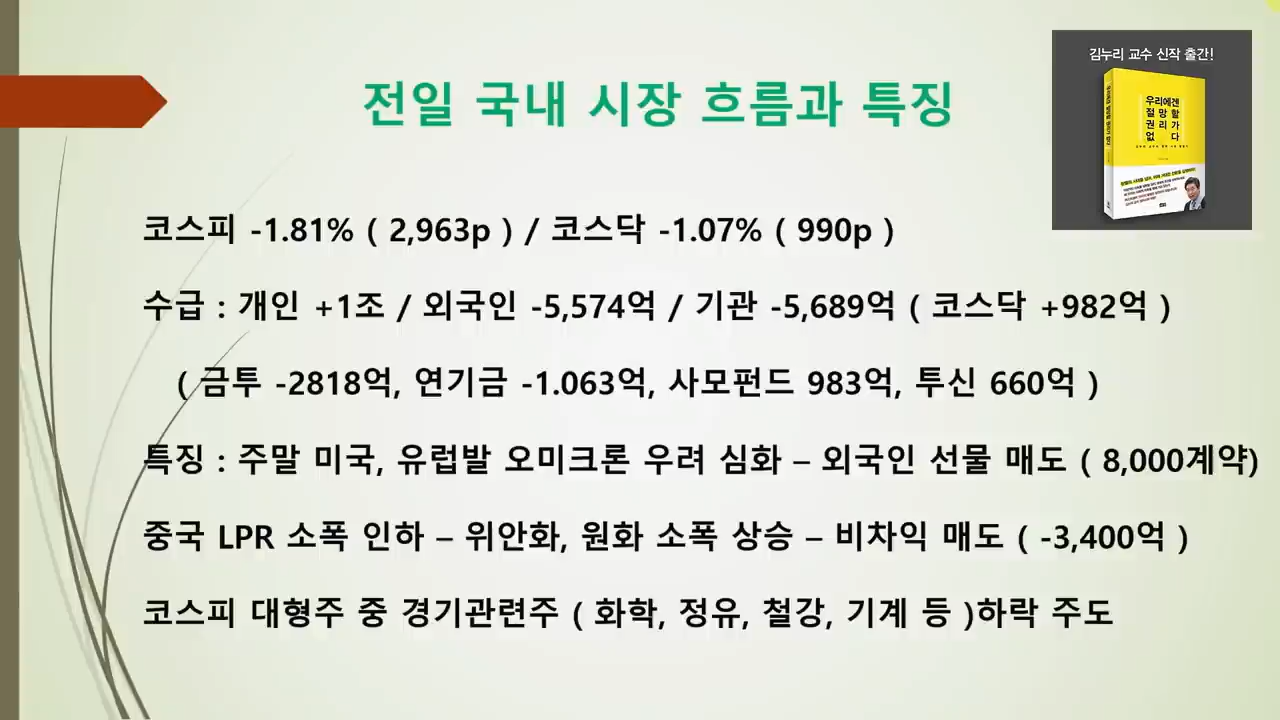 전일 국내 시장 흐름과 특징
김누리 교수 신작 출간!
우리에겐
절망할
권리가
없다
코스피 -1.81% ( 2,963p ) / 코스닥 -1.07% ( 990p )
수급 : 개인 +1조 / 외국인 -5,574억 / 기관 -5,689억 ( 코스닥 +982억 )
( 금투 -2818억, 연기금 -1.063억, 사모펀드 983억, 투신 660억 )
특징 : 주말 미국, 유럽발 오미크론 우려 심화 – 외국인 선물 매도 ( 8,000계약)
중국 LPR 소폭 인하 – 위안화, 원화 소폭 상승 – 비차익 매도 ( -3,400억 )
코스피 대형주 중 경기관련주 ( 화학, 정유, 철강, 기계 등 )하락 주도